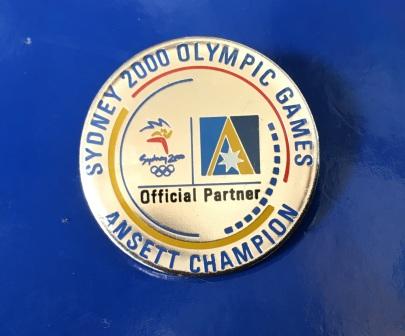 SYDNEY 2000 OLYMPIC GAMES
Sydney 2000
A
Official Partner
ANSETT CHAMPION